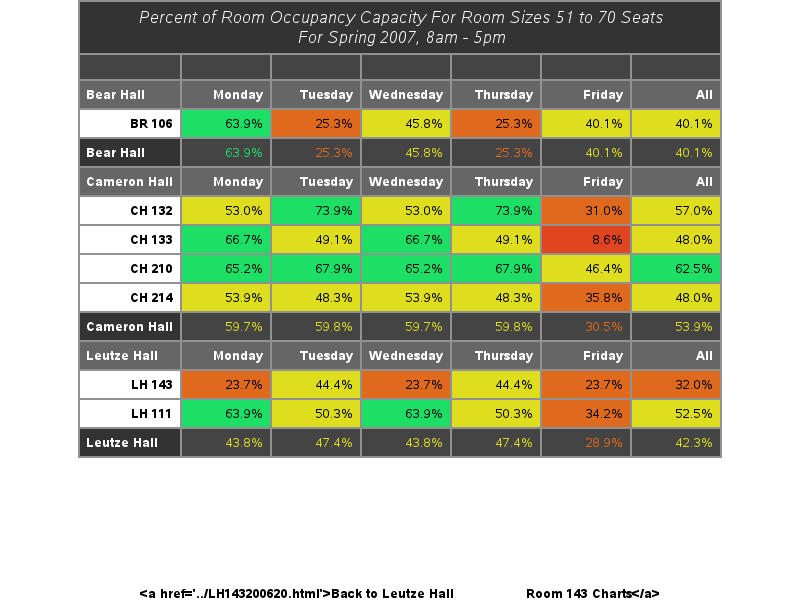 Percent of Room Occupancy Capacity For Room Sizes 51 to 70 Seats
For Spring 2007, 8am - 5pm
Bear Hall Monday Tuesday Wednesday Thursday Friday All
BR 106 63.9% 25.3% 45.8% 25.3% 40.1% 40.1%
Bear Hall 63.9% 25.3% 45.8% 25.3% 40.1% 40.1%
Cameron Hall Monday Tuesday Wednesday Thursday Friday All
CH 132 53.0% 73.9% 53.0% 73.9% 31.0% 57.0%
CH 133 66.7% 49.1% 66.7% 49.1% 8.6% 48.0%
CH 210 65.2% 67.9% 65.2% 67.9% 46.4% 62.5%
CH 214 53.9% 48.3% 53.9% 48.3% 35.8% 48.0%
Cameron Hall 59.7% 59.8% 59.7% 59.8% 30.5% 53.9%
Leutze Hall Monday Tuesday Wednesday Thursday Friday All
LH 143 23.7% 44.4% 23.7% 44.4% 23.7% 32.0%
LH 111 63.9% 50.3% 63.9% 50.3% 34.2% 52.5%
Leutze Hall 43.8% 47.4% 43.8% 47.4% 28.9% 42.3%
<a href='../LH143200620.html'>Back to Leutze Hall Room 143 Charts</a>